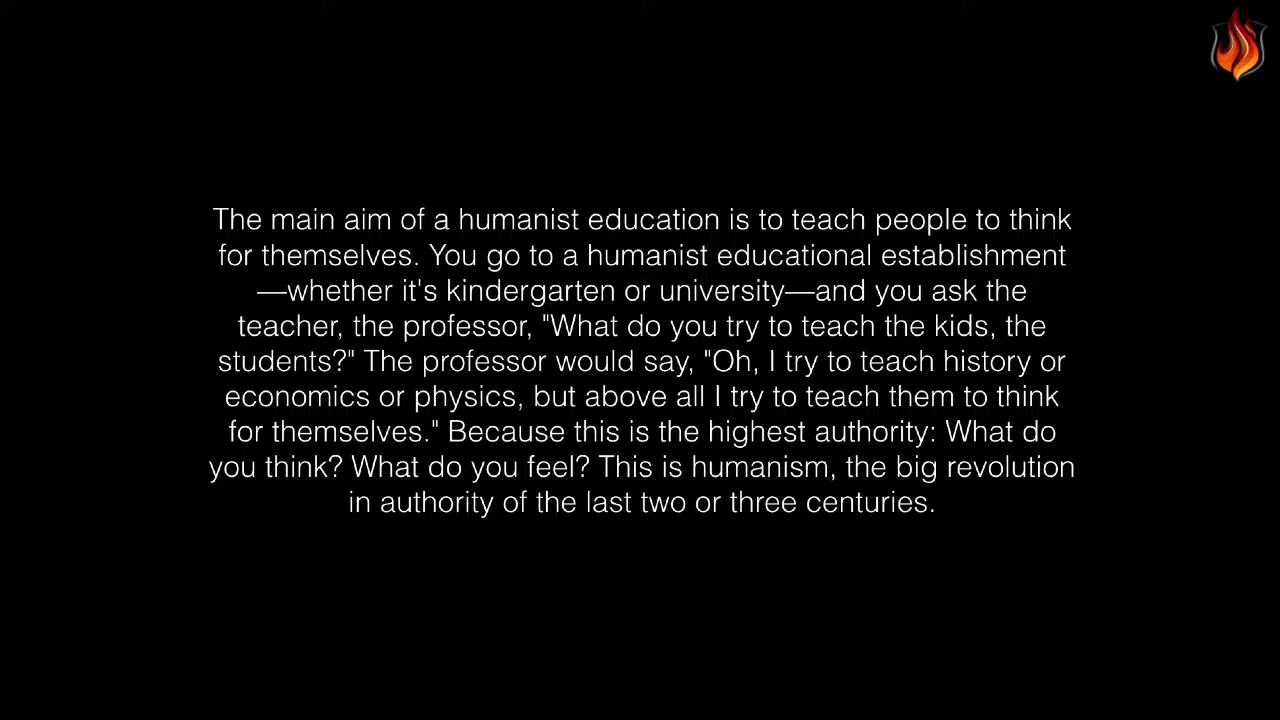 The main aim of a humanist education is to teach people to think
for themselves. You go to a humanist educational establishment
—whether it's kindergarten or university—and you ask the
teacher, the professor, "What do you try to teach the kids, the
students?" The professor would say, "Oh, I try to teach history or
economics or physics, but above all I try to teach them to think
for themselves." Because this is the highest authority: What do
you think? What do you feel? This is humanism, the big revolution
in authority of the last two or three centuries.